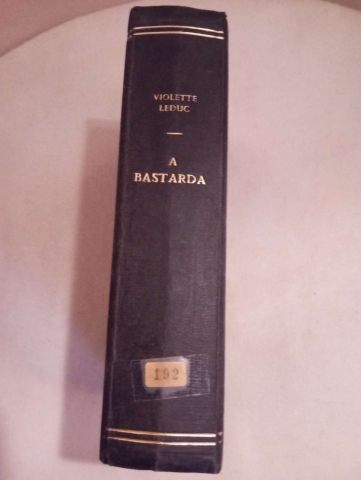 VIOLETTE
LEDUC
A
BASTARDA
192